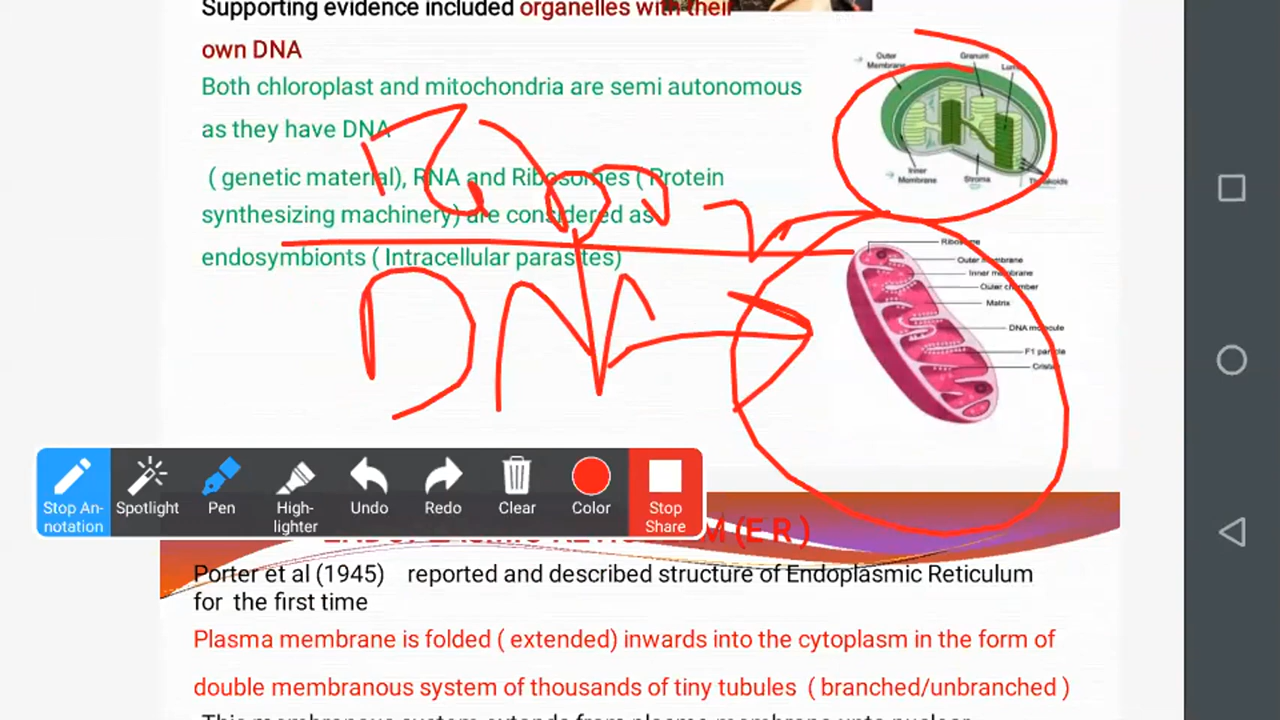 Supporting evidence included organelles with their
own DNA
Both chloroplast and mitochondria are semi autonomous
as they have DNA
( genetic material), RNA and Ribosomes ( Protein
synthesizing machinery) are considered as
endosymbionts ( Intracellular parasites)
Outer Membrane
Granum
Inner Membrane
Stroma
Thylakoids
Ribosome
Outer membrane
Inner membrane
Outer chamber
Matrix
DNA molecule
F1 particle
DNA
Stop An-
notation
Spotlight
Pen
High-
lighter
Undo
Redo
Clear
Color
Stop
Share
(E R )
Porter et al (1945) reported and described structure of Endoplasmic Reticulum
for the first time
Plasma membrane is folded ( extended) inwards into the cytoplasm in the form of
double membranous system of thousands of tiny tubules ( branched/unbranched )